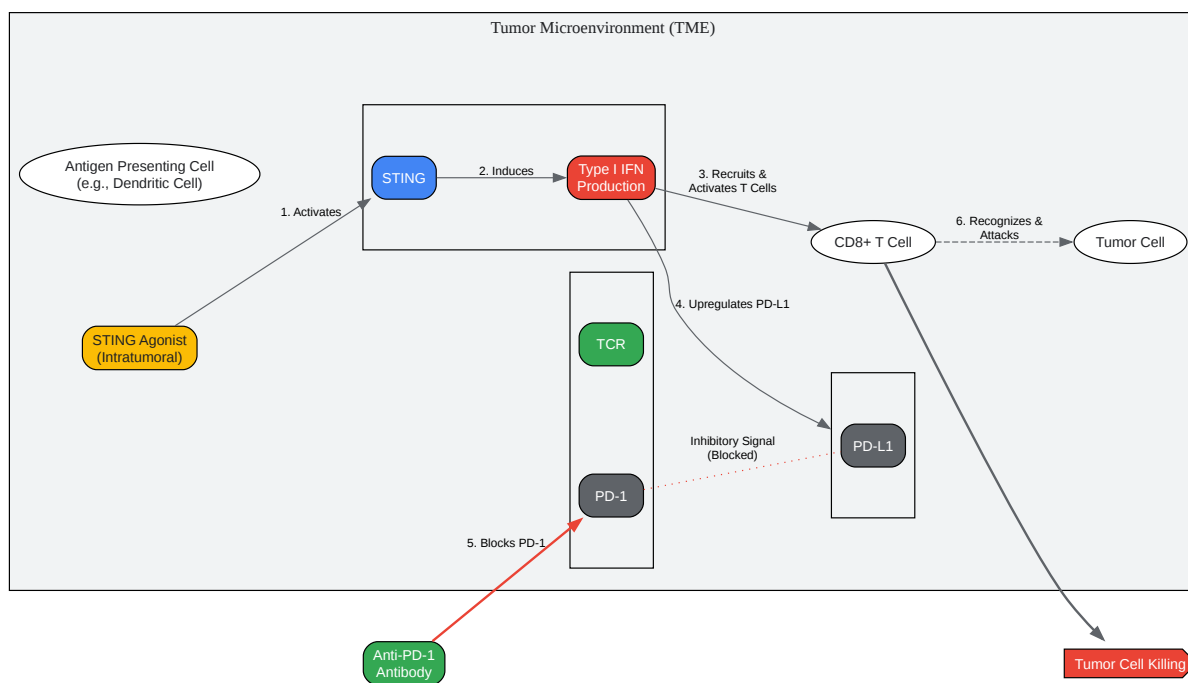 Tumor Microenvironment (TME)
Antigen Presenting Cell
(e.g., Dendritic Cell)
STING
2. Induces
Type I IFN
Production
3. Recruits &
Activates T Cells
1. Activates
CD8+ T Cell
6. Recognizes &
Attacks
Tumor Cell
STING Agonist
(Intratumoral)
4. Upregulates PD-L1
TCR
Inhibitory Signal
(Blocked)
PD-L1
PD-1
5. Blocks PD-1
Anti-PD-1
Antibody
Tumor Cell Killing